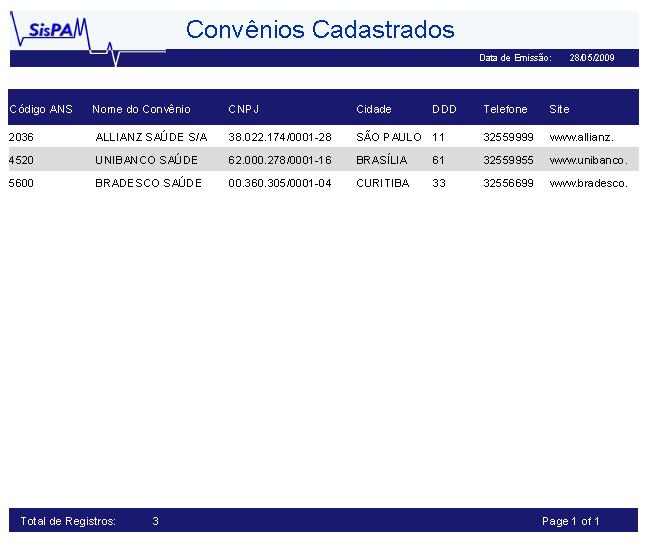 SisPAM
Convênios Cadastrados
Data de Emissão: 28/05/2009
Código ANS Nome do Convênio CNPJ Cidade DDD Telefone Site
2036 ALLIANZ SAÚDE S/A 38.022.174/0001-28 SÃO PAULO 11 32559999 www.allianz.
4520 UNIBANCO SAÚDE 62.000.278/0001-16 BRASÍLIA 61 32559955 www.unibanco.
5600 BRADESCO SAÚDE 00.360.305/0001-04 CURITIBA 33 32556699 www.bradesco.
Total de Registros: 3 Page 1 of 1